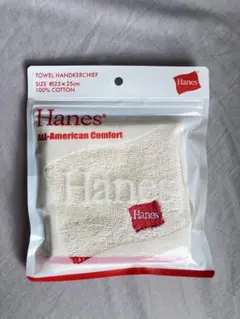 TOWEL HANDKERCHIEF
SIZE 約25×25cm
100% COTTON
Hanes
Hanes®
All-American Comfort
Hanes
Hanes